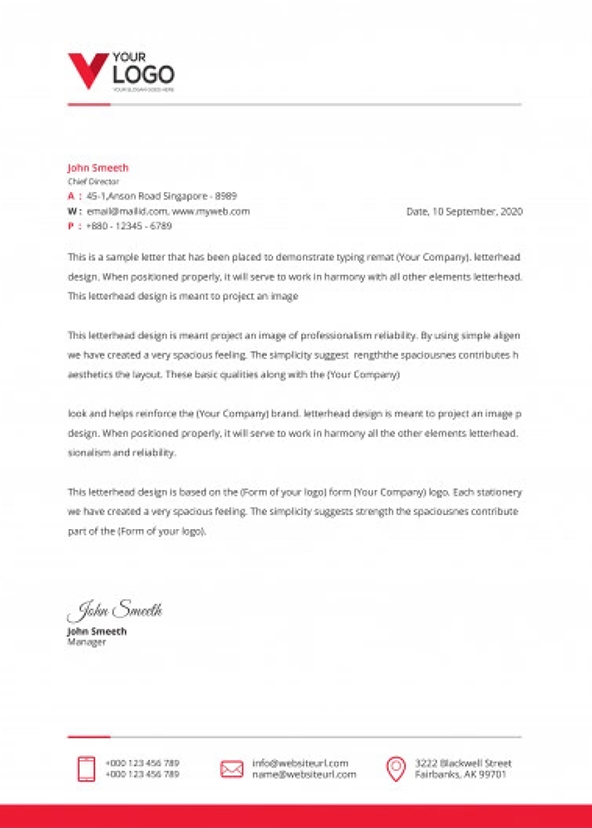 YOUR
LOGO
YOUR SLOGAN GOES HERE
John Smeeth
Chief Director
A : 45-1,Anson Road Singapore - 8989
W : email@mailid.com, www.myweb.com
Date, 10 September, 2020
P : +880 - 12345 - 6789
This is a sample letter that has been placed to demonstrate typing remat (Your Company). letterhead
design. When positioned properly, it will serve to work in harmony with all other elements letterhead.
This letterhead design is meant to project an image
This letterhead design is meant project an image of professionalism reliability. By using simple aligen
we have created a very spacious feeling. The simplicity suggest rengththe spaciousnes contributes h
aesthetics the layout. These basic qualities along with the (Your Company)
look and helps reinforce the (Your Company) brand. letterhead design is meant to project an image p
design. When positioned properly, it will serve to work in harmony all the other elements letterhead.
sionalism and reliability.
This letterhead design is based on the (Form of your logo) form (Your Company) logo. Each stationery
we have created a very spacious feeling. The simplicity suggests strength the spaciousnes contribute
part of the (Form of your logo).
John Smeeth
John Smeeth
Manager
+000 123 456 789
+000 123 456 789
info@websiteurl.com
name@websiteurl.com
3222 Blackwell Street
Fairbanks, AK 99701